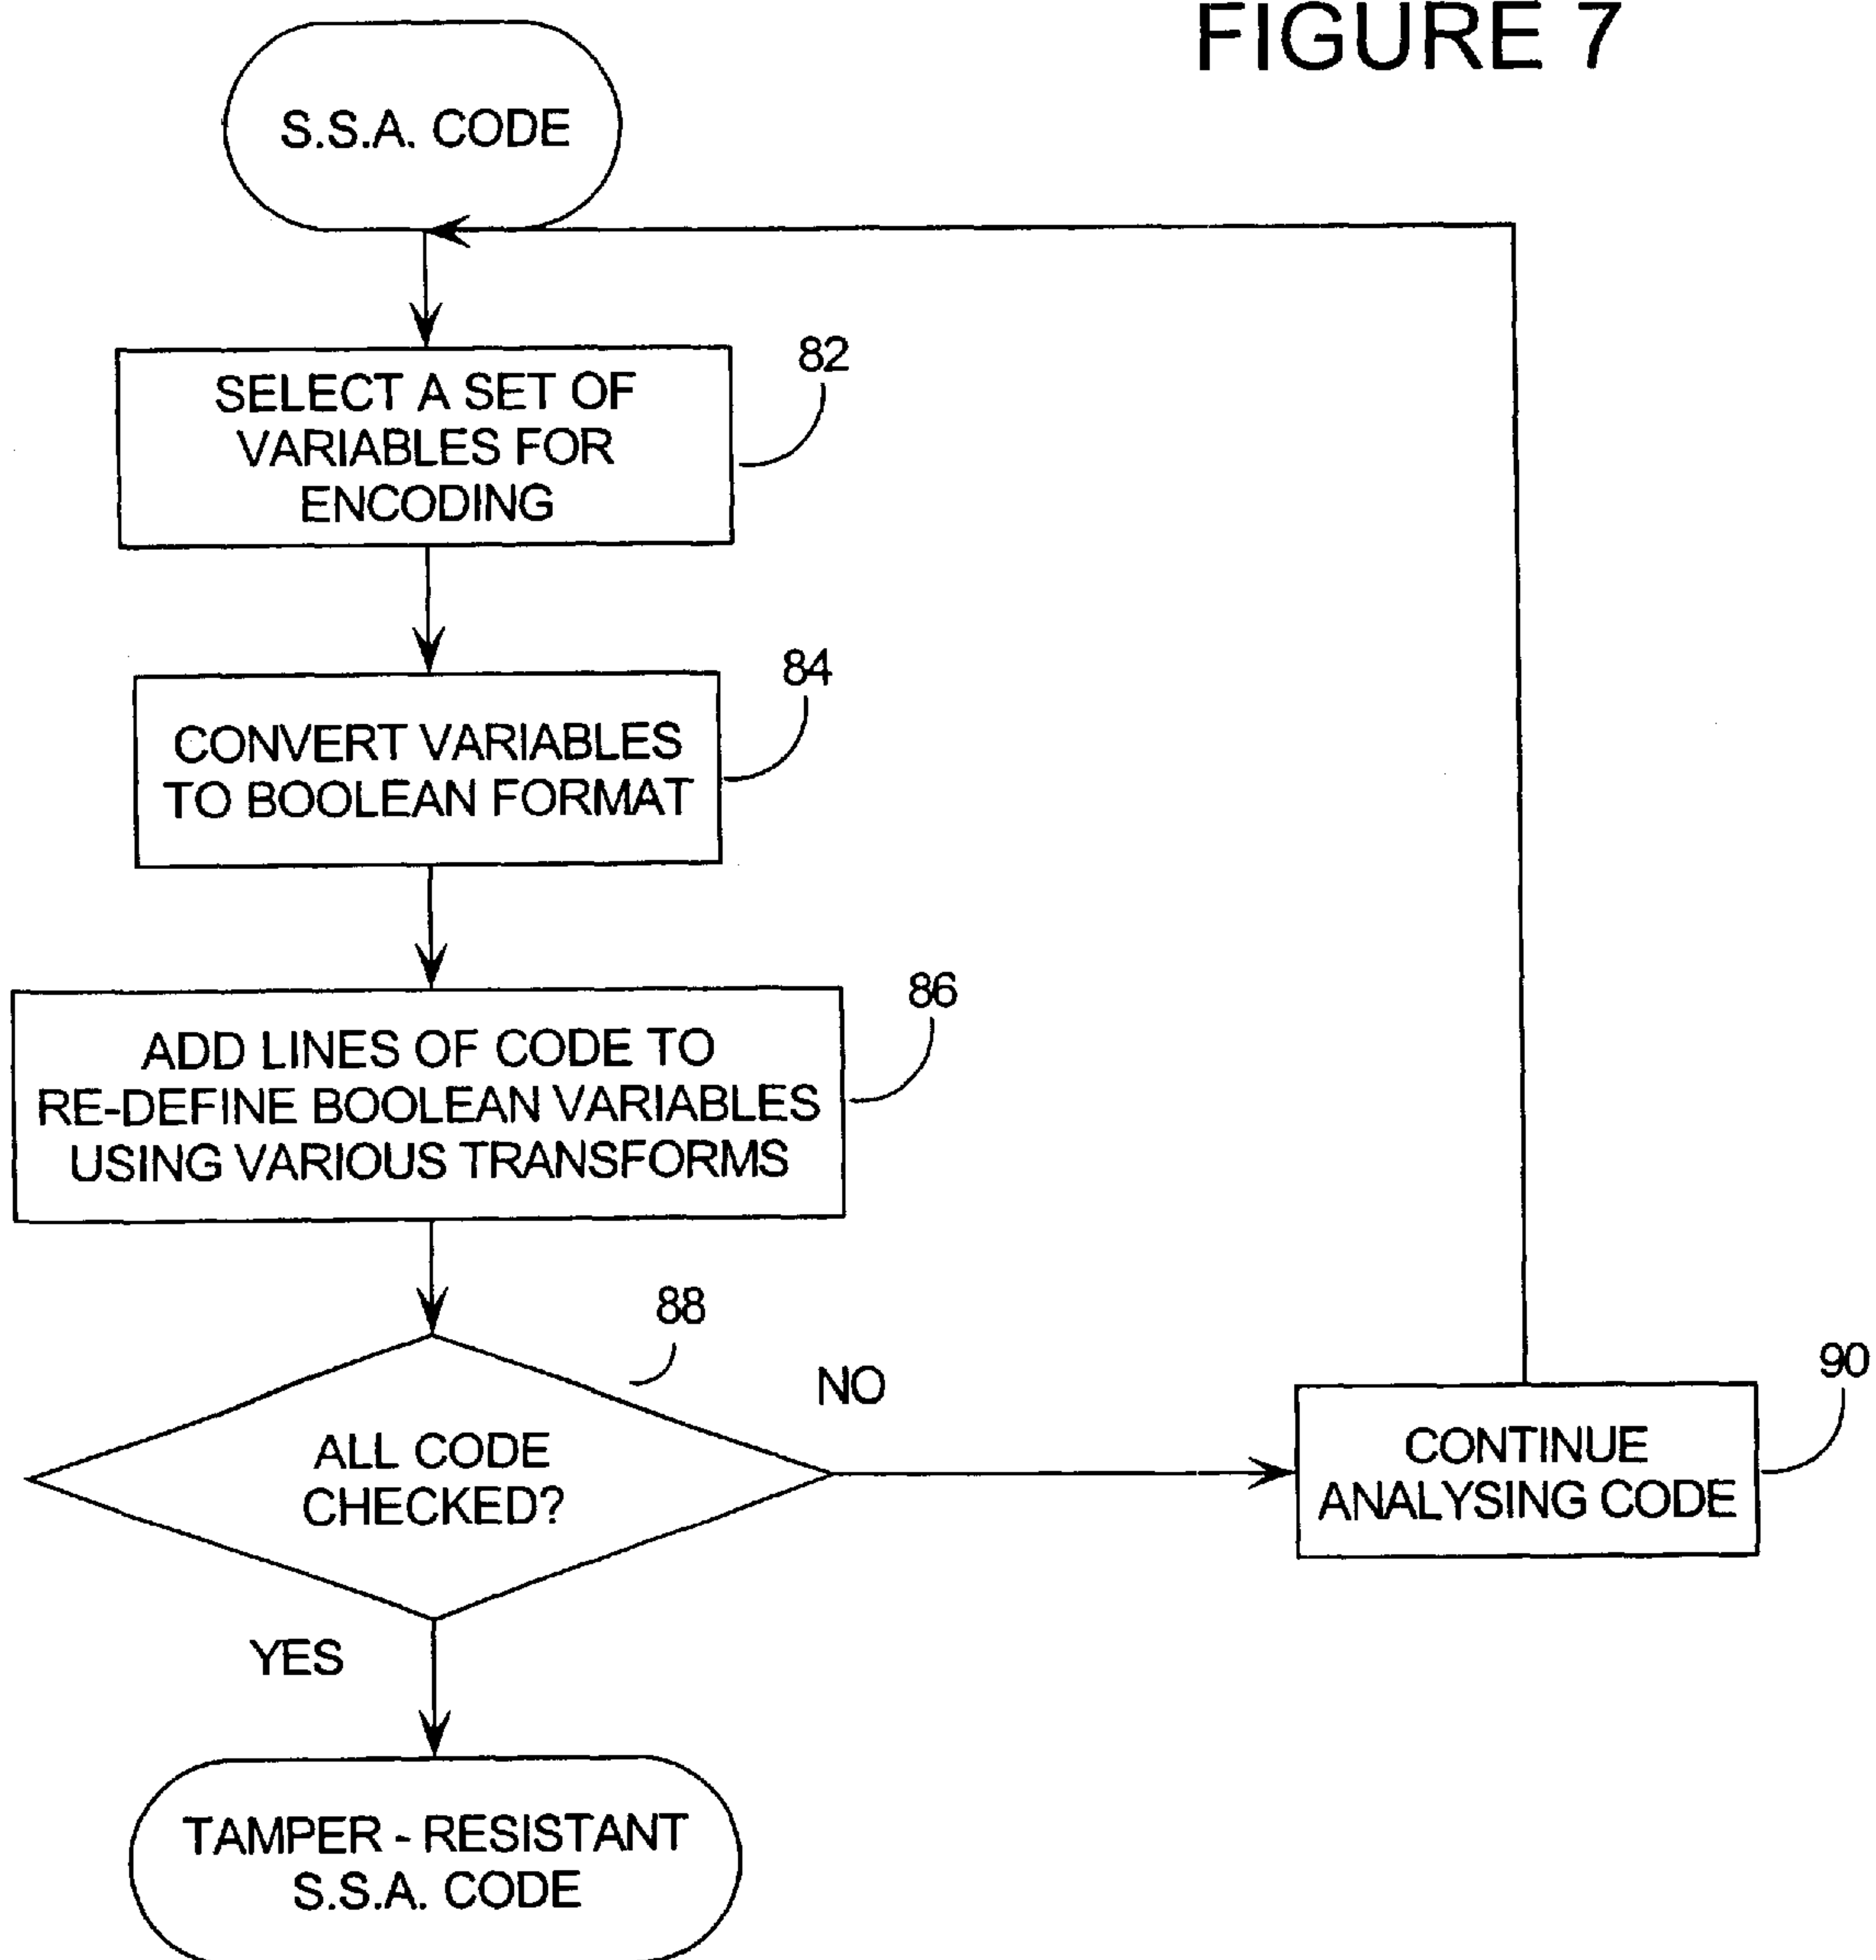 FIGURE 7
S.S.A. CODE
82
SELECT A SET OF
VARIABLES FOR
ENCODING
84
CONVERT VARIABLES
TO BOOLEAN FORMAT
86
ADD LINES OF CODE TO
RE-DEFINE BOOLEAN VARIABLES
USING VARIOUS TRANSFORMS
88
ALL CODE
CHECKED?
NO
90
CONTINUE
ANALYSING CODE
YES
TAMPER - RESISTANT
S.S.A. CODE